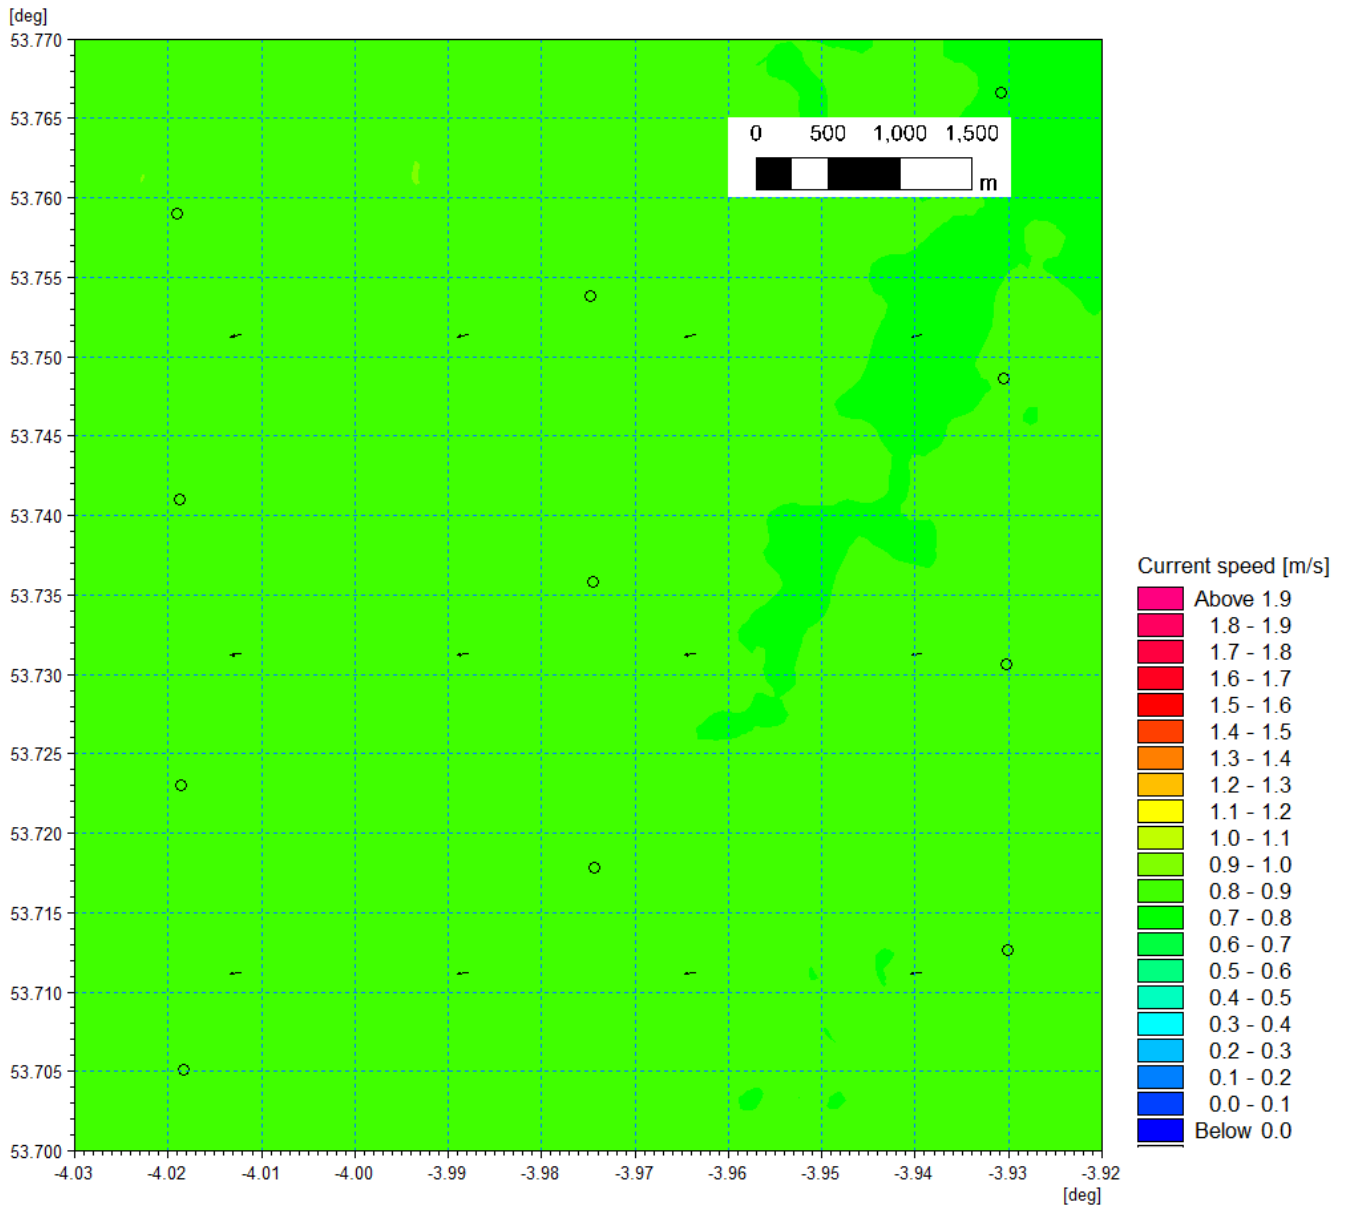 [deg]
53.770
53.765
53.760
53.755
53.750
53.745
53.740
53.735
53.730
53.725
53.720
53.715
53.710
53.705
53.700
0 500 1,000 1,500
m
-4.03 -4.02 -4.01 -4.00 -3.99 -3.98 -3.97 -3.96 -3.95 -3.94 -3.93 -3.92
[deg]
Current speed [m/s]
Above 1.9
1.8 - 1.9
1.7 - 1.8
1.6 - 1.7
1.5 - 1.6
1.4 - 1.5
1.3 - 1.4
1.2 - 1.3
1.1 - 1.2
1.0 - 1.1
0.9 - 1.0
0.8 - 0.9
0.7 - 0.8
0.6 - 0.7
0.5 - 0.6
0.4 - 0.5
0.3 - 0.4
0.2 - 0.3
0.1 - 0.2
0.0 - 0.1
Below 0.0